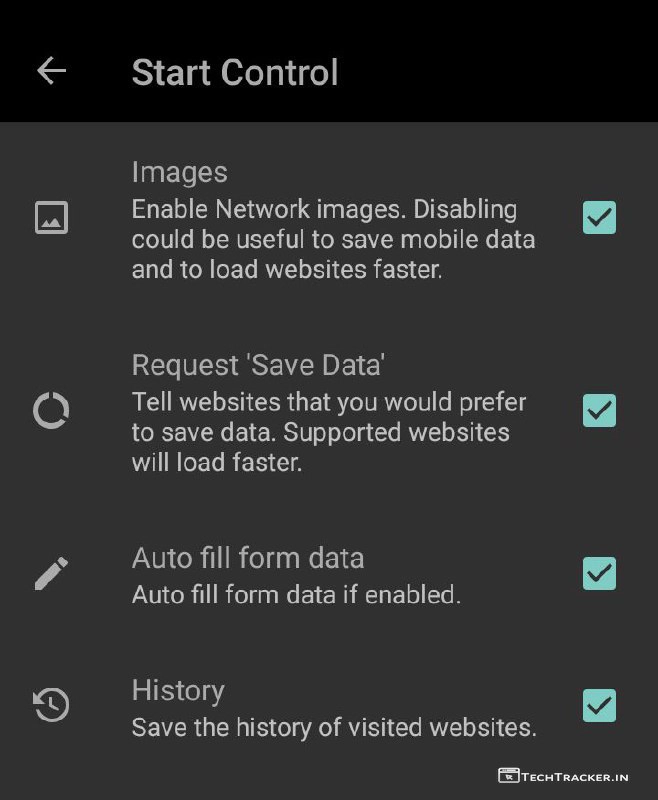 Start Control
Images
Enable Network images. Disabling
could be useful to save mobile data
and to load websites faster.
Request 'Save Data'
Tell websites that you would prefer
to save data. Supported websites
will load faster.
Auto fill form data
Auto fill form data if enabled.
History
Save the history of visited websites.
TECHTRACKER.IN